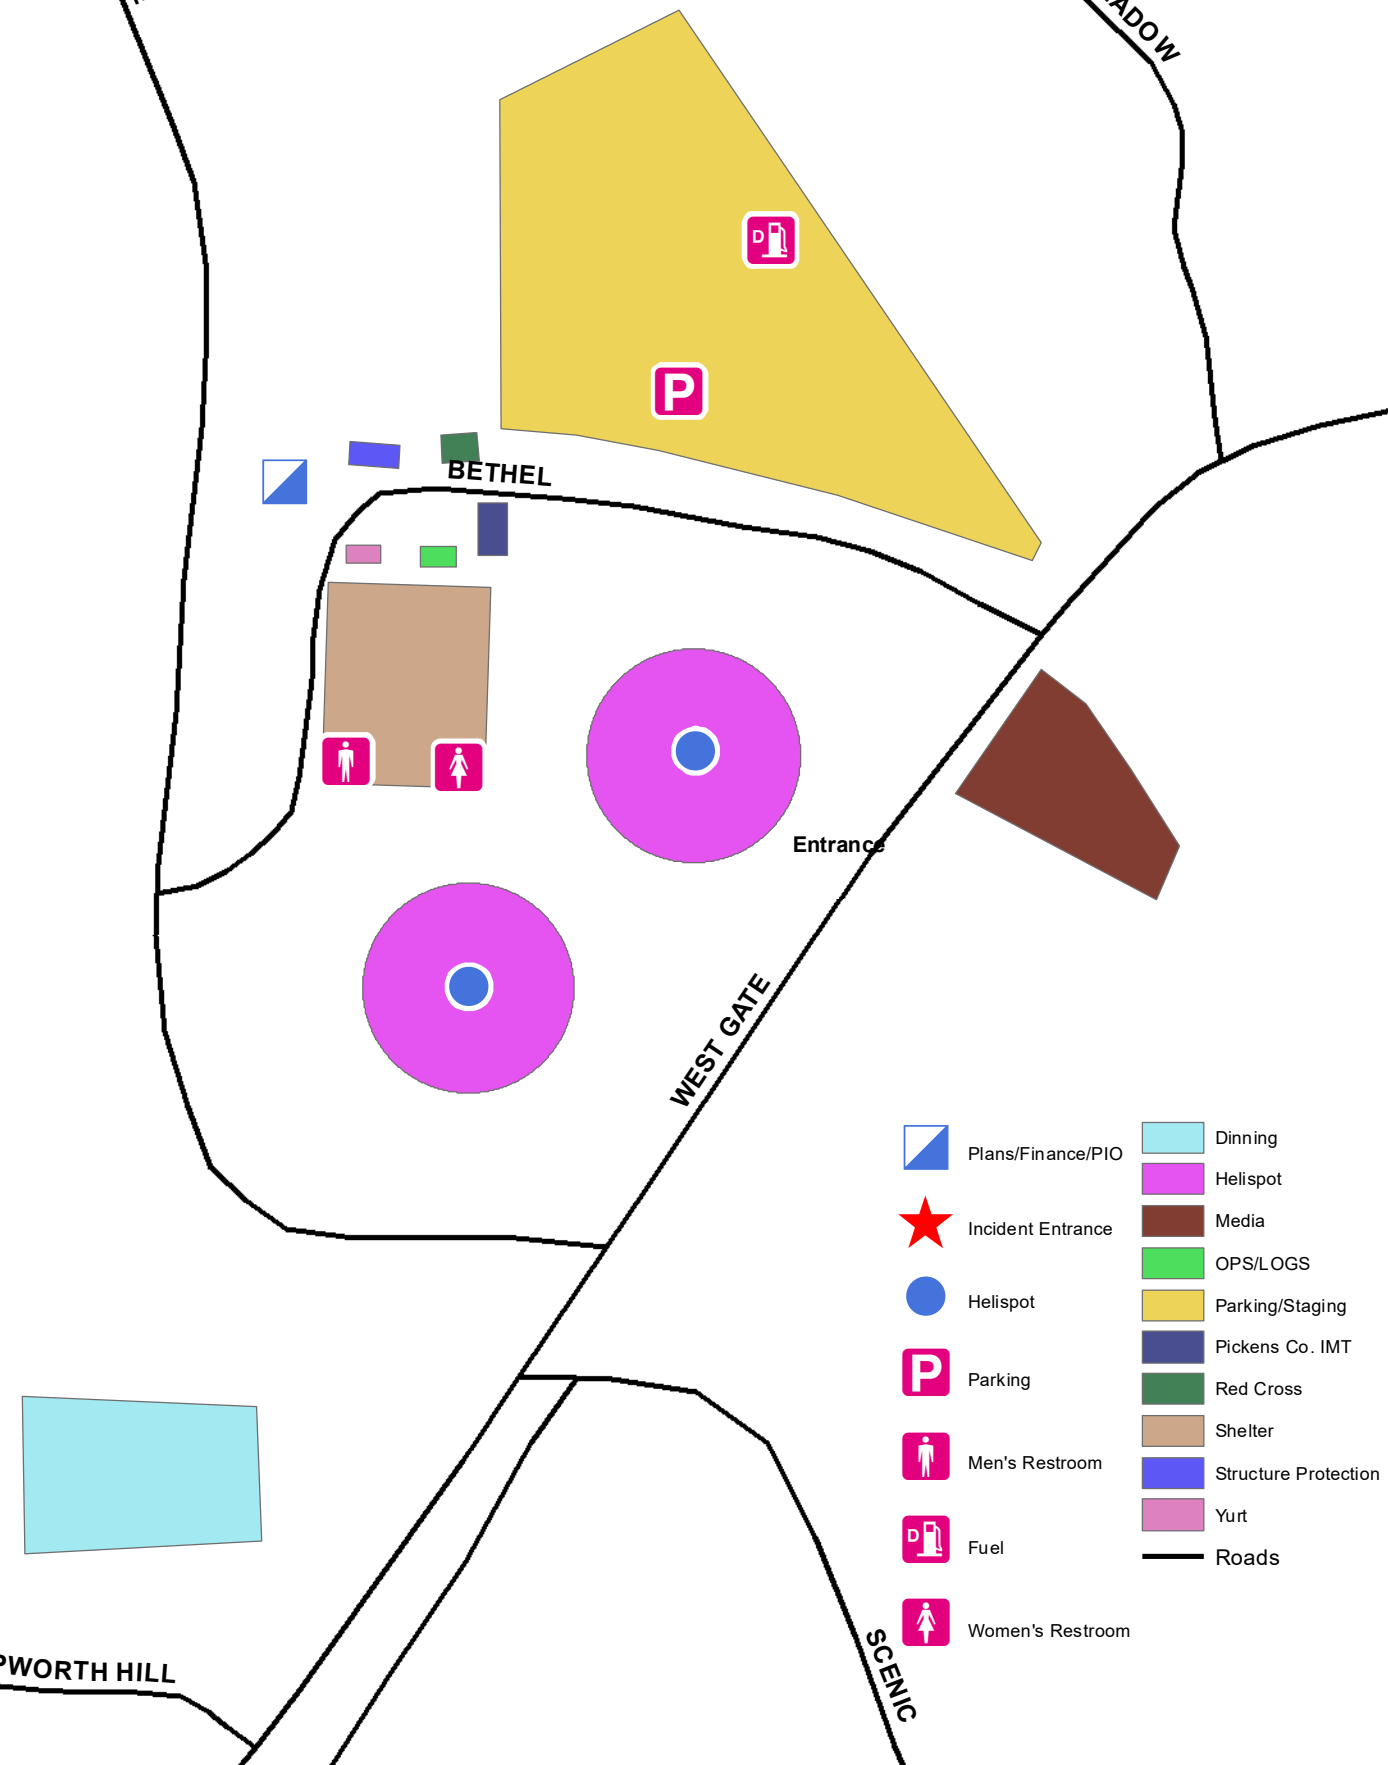 D
P
BETHEL
Entrance
WEST GATE
Plans/Finance/PIO
Incident Entrance
Helispot
P
Parking
Men's Restroom
D
Fuel
Women's Restroom
Dinning
Helispot
Media
OPS/LOGS
Parking/Staging
Pickens Co. IMT
Red Cross
Shelter
Structure Protection
Yurt
Roads
HILL
SCENIC